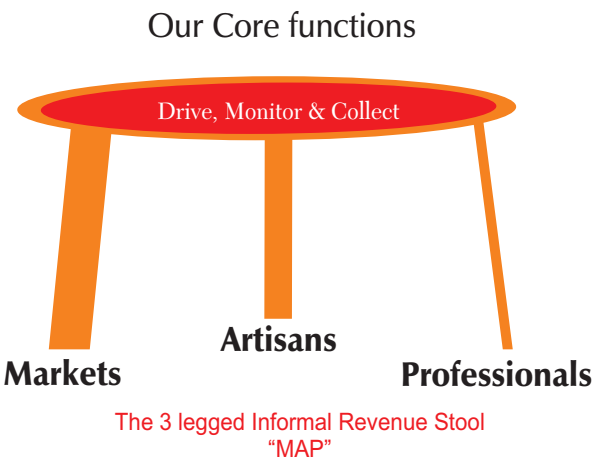 Our Core functions
Drive, Monitor & Collect
Artisans
Markets
Professionals
The 3 legged Informal Revenue Stool
“MAP”